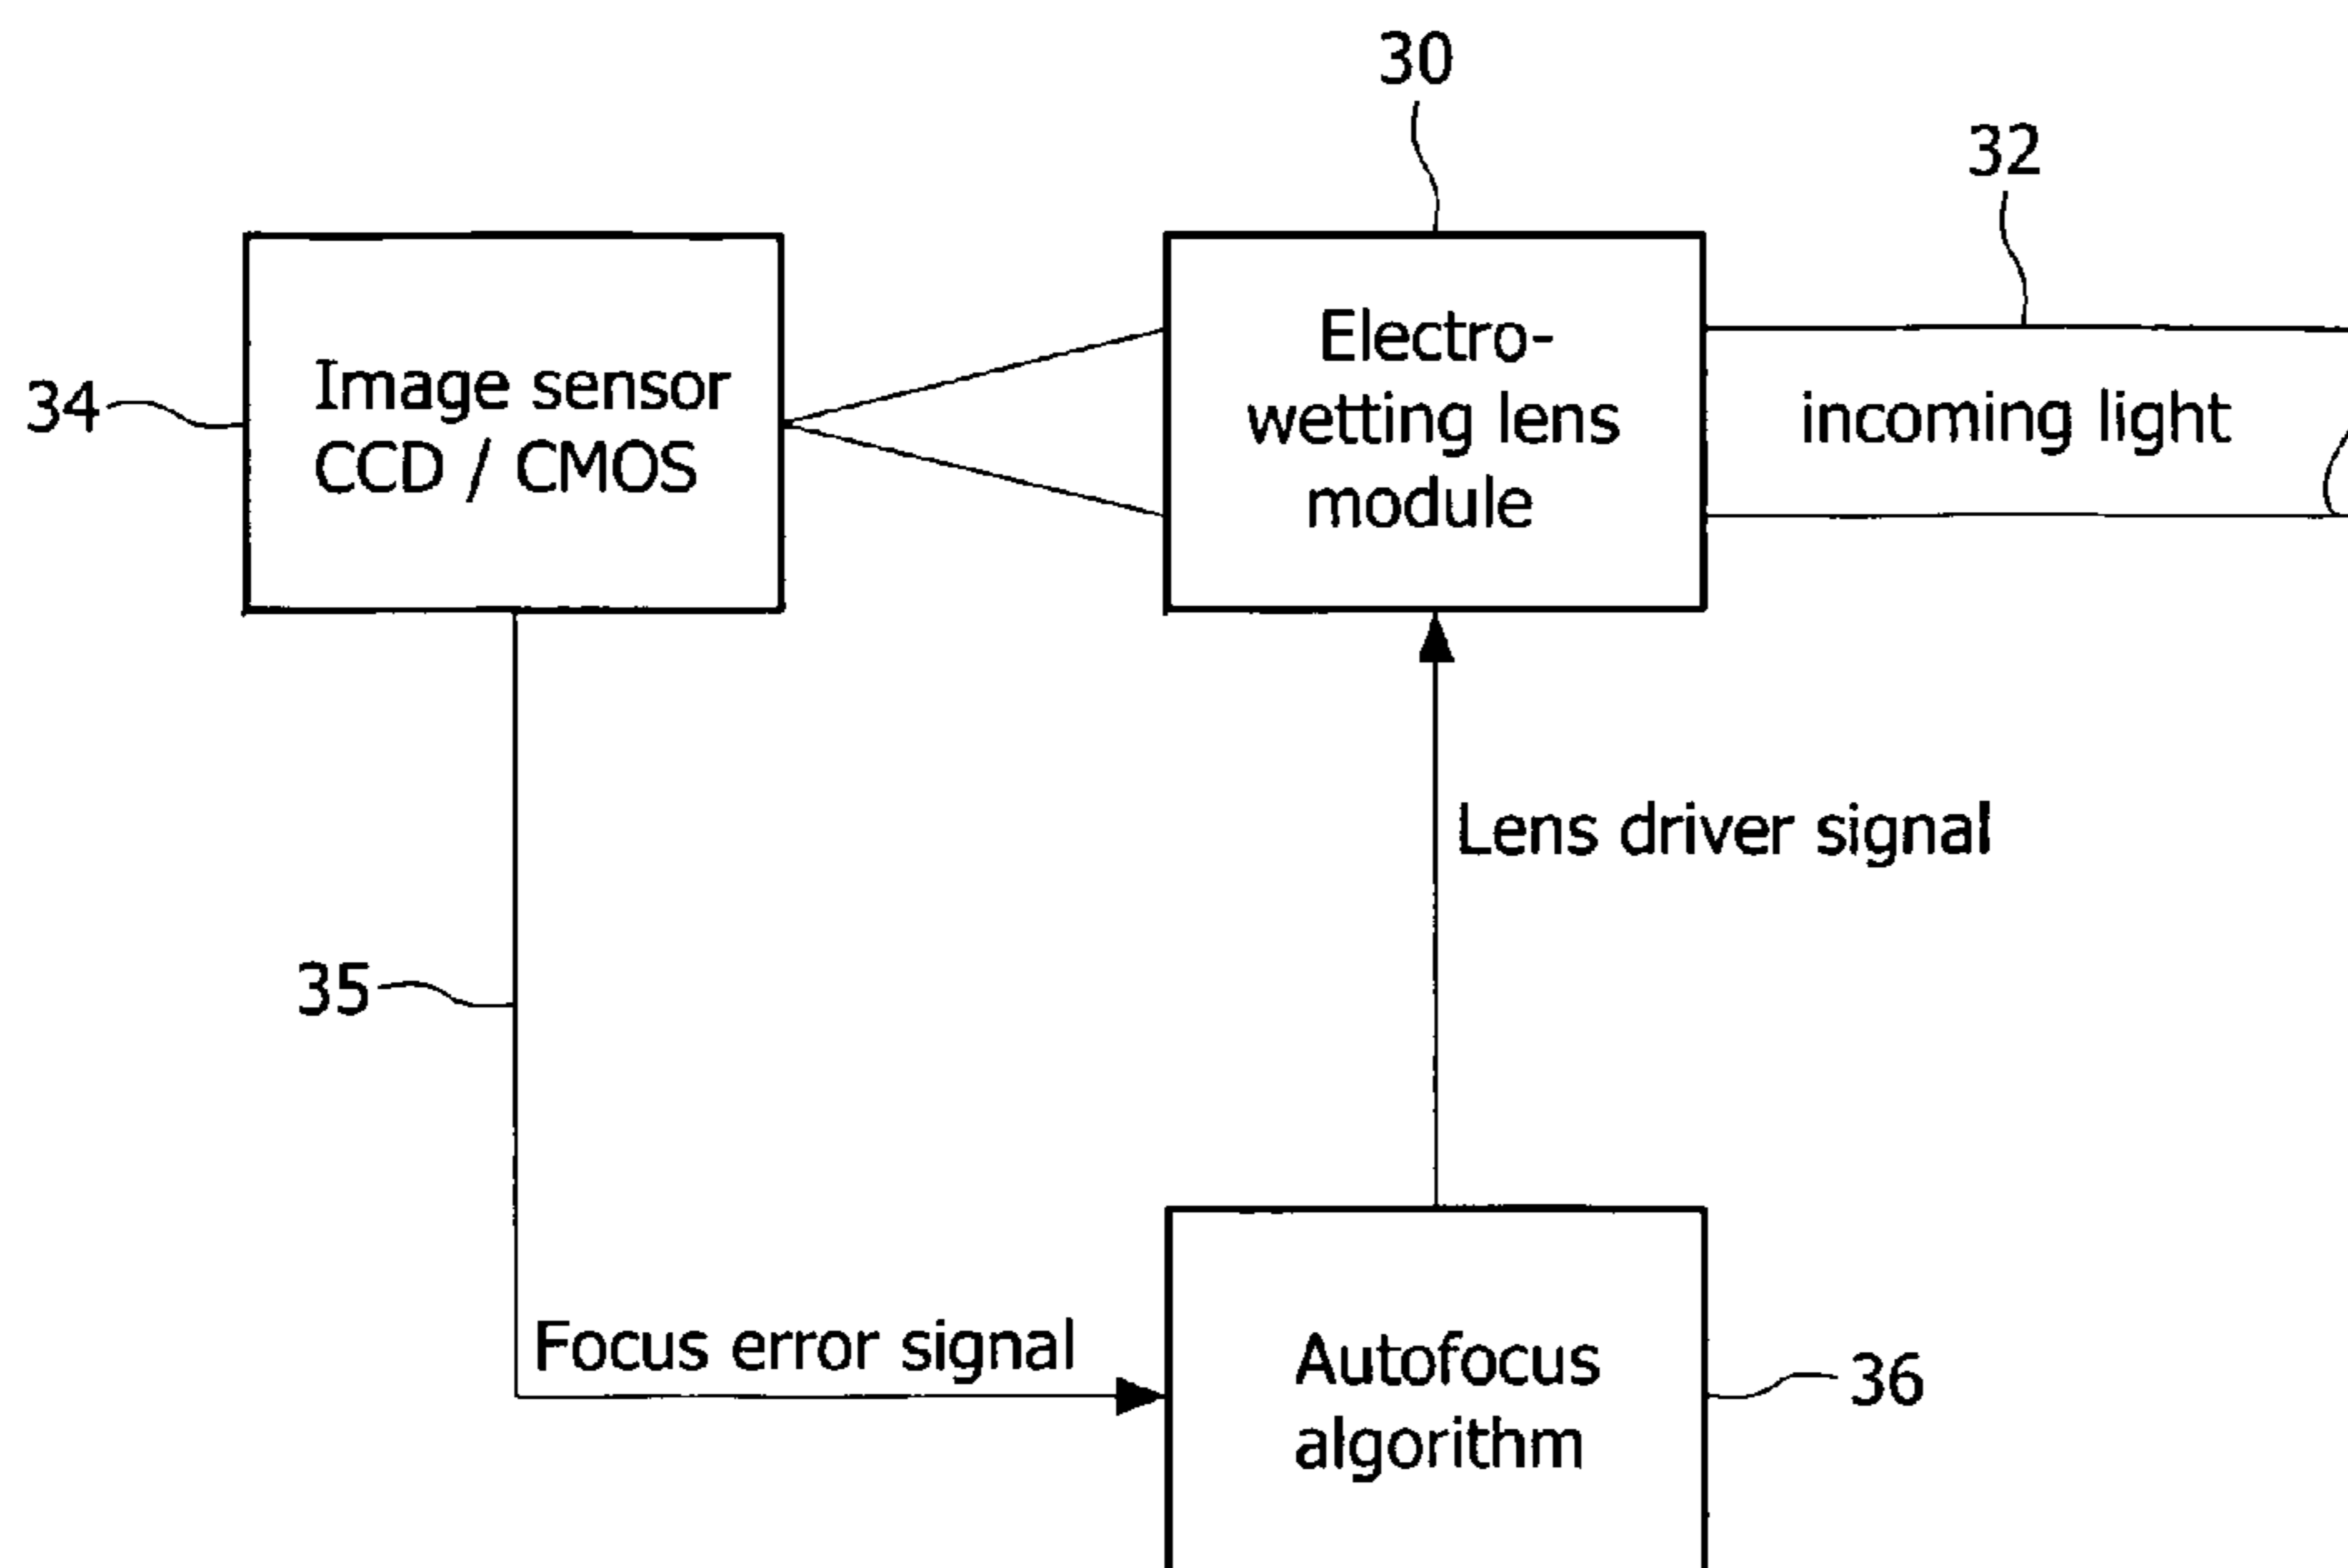 30
32
34
Image sensor
CCD / CMOS
Electro-
wetting lens
module
incoming light
Lens driver signal
35
Focus error signal
Autofocus
algorithm
36